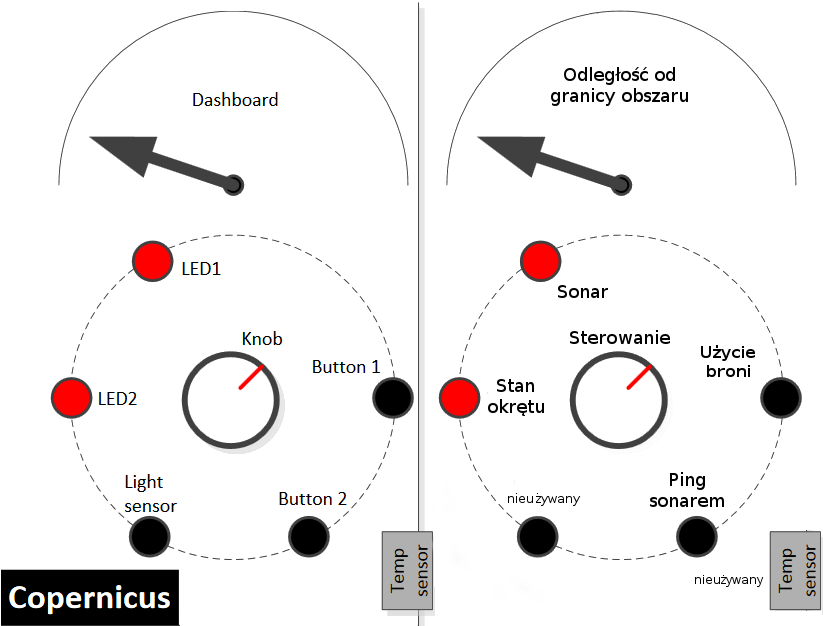 Dashboard
LED1
Knob
Button 1
LED2
Light
sensor
Button 2
Temp
sensor
Copernicus
Odległość od
granicy obszaru
Sonar
Sterowanie
Użycie
broni
Stan
okrętu
nieużywany
Ping
sonarem
nieużywany
Temp
sensor